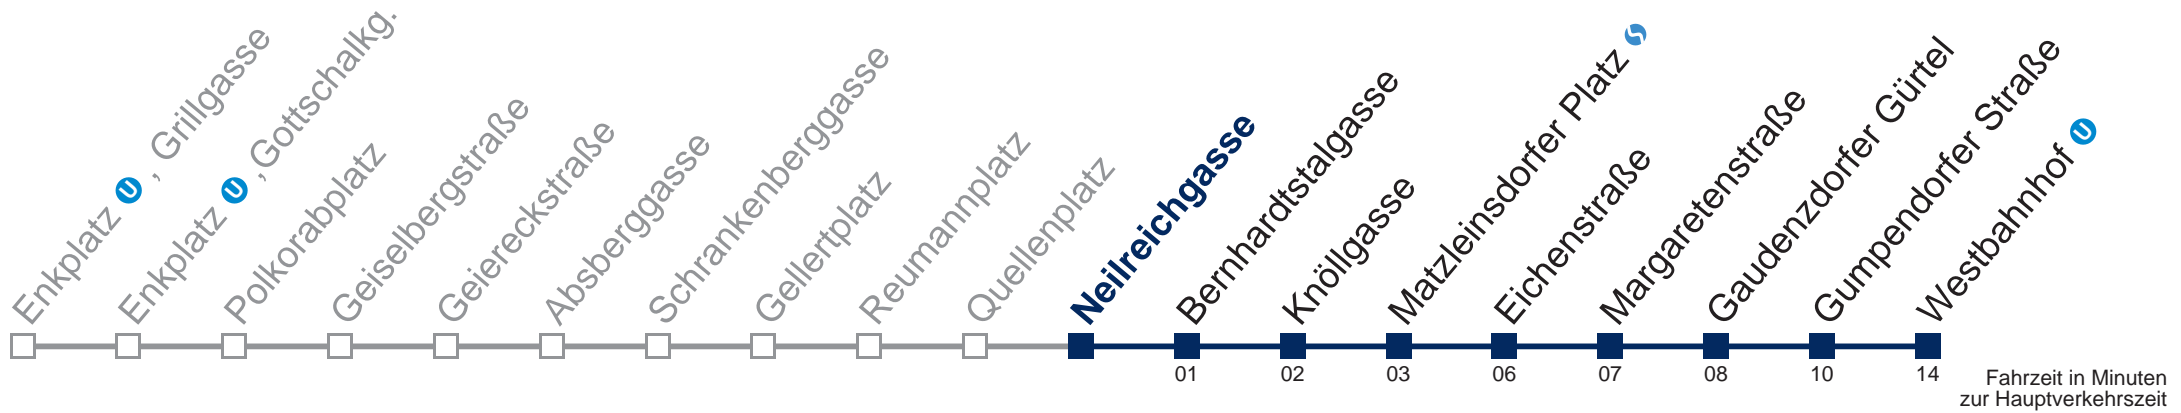 Enkplatz U , Grillgasse
Enkplatz U , Gottschalkg.
Polkorabplatz
Geiselbergstraße
Geiereckstraße
Absberggasse
Schrankenberggasse
Gellertplatz
Reumannplatz
Quellenplatz
Neilreichgasse
Bernhardtstalgasse
Knöllgasse
Matzleinsdorfer Platz S
Eichenstraße
Margaretenstraße
Gaudenzdorfer Gürtel
Gumpendorfer Straße
Westbahnhof U
01 02 03 06 07 08 10 14
Fahrzeit in Minuten
zur Hauptverkehrszeit